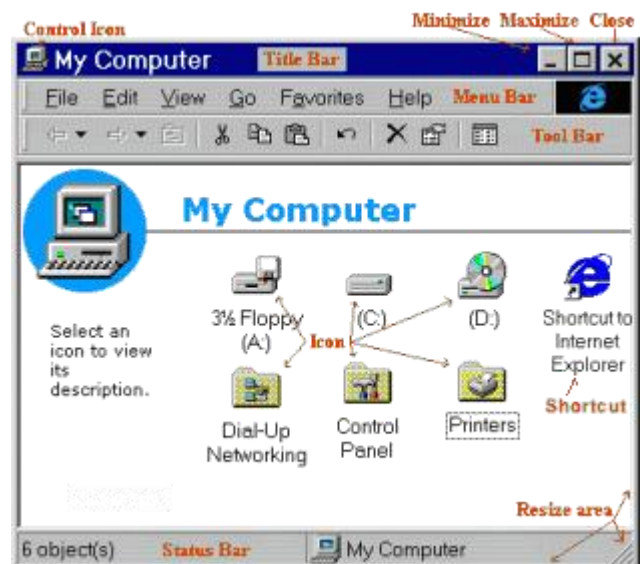 Control Icon Minimize Maximize Close
My Computer Title Bar
File Edit View Go Favorites Help Menu Bar
Tool Bar
My Computer
Select an
icon to view
its
description.
3½ Floppy
(A:)
(C:)
(D:)
Shortcut to
Internet
Explorer
Icon
Shortcut
Dial-Up
Networking
Control
Panel
Printers
Resize area
6 object(s) Status Bar My Computer